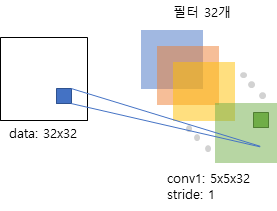 필터 32개
data: 32x32
conv1: 5x5x32
stride: 1